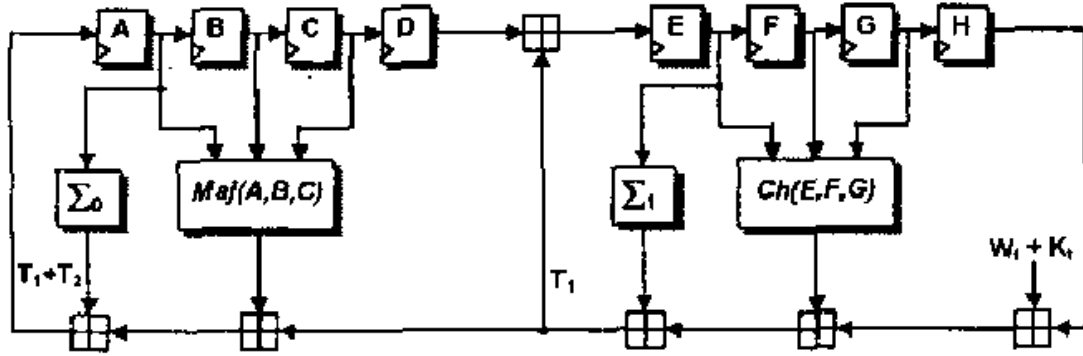 A B C D E F G H
Σ₀ Maj(A,B,C) Σ₁ Ch(E,F,G)
T₁+T₂ T₁ Wₜ + Kₜ